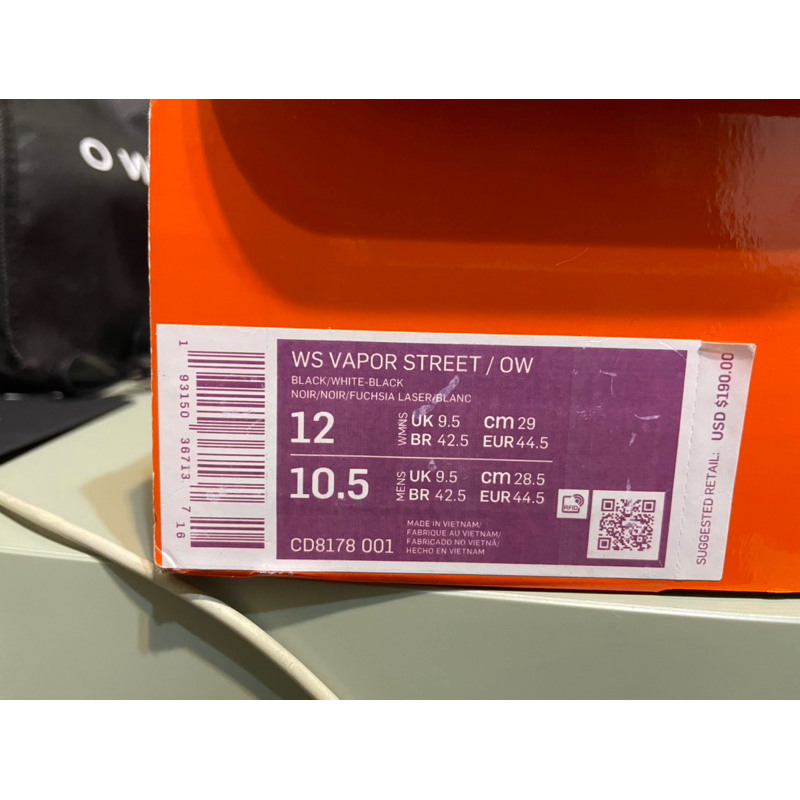 OW
WS VAPOR STREET / OW
BLACK/WHITE-BLACK
NOIR/NOIR/FUCHSIA LASER/BLANC
12 WMNS UK 9.5 cm 29
BR 42.5 EUR 44.5
10.5 MENS UK 9.5 cm 28.5
BR 42.5 EUR 44.5
RFID
CD8178 001
MADE IN VIETNAM/
FABRIQUE AU VIETNAM/
FABRICADO NO VIETNÃ/
HECHO EN VIETNAM
1 93150 36713 7 16
SUGGESTED RETAIL: USD $190.00